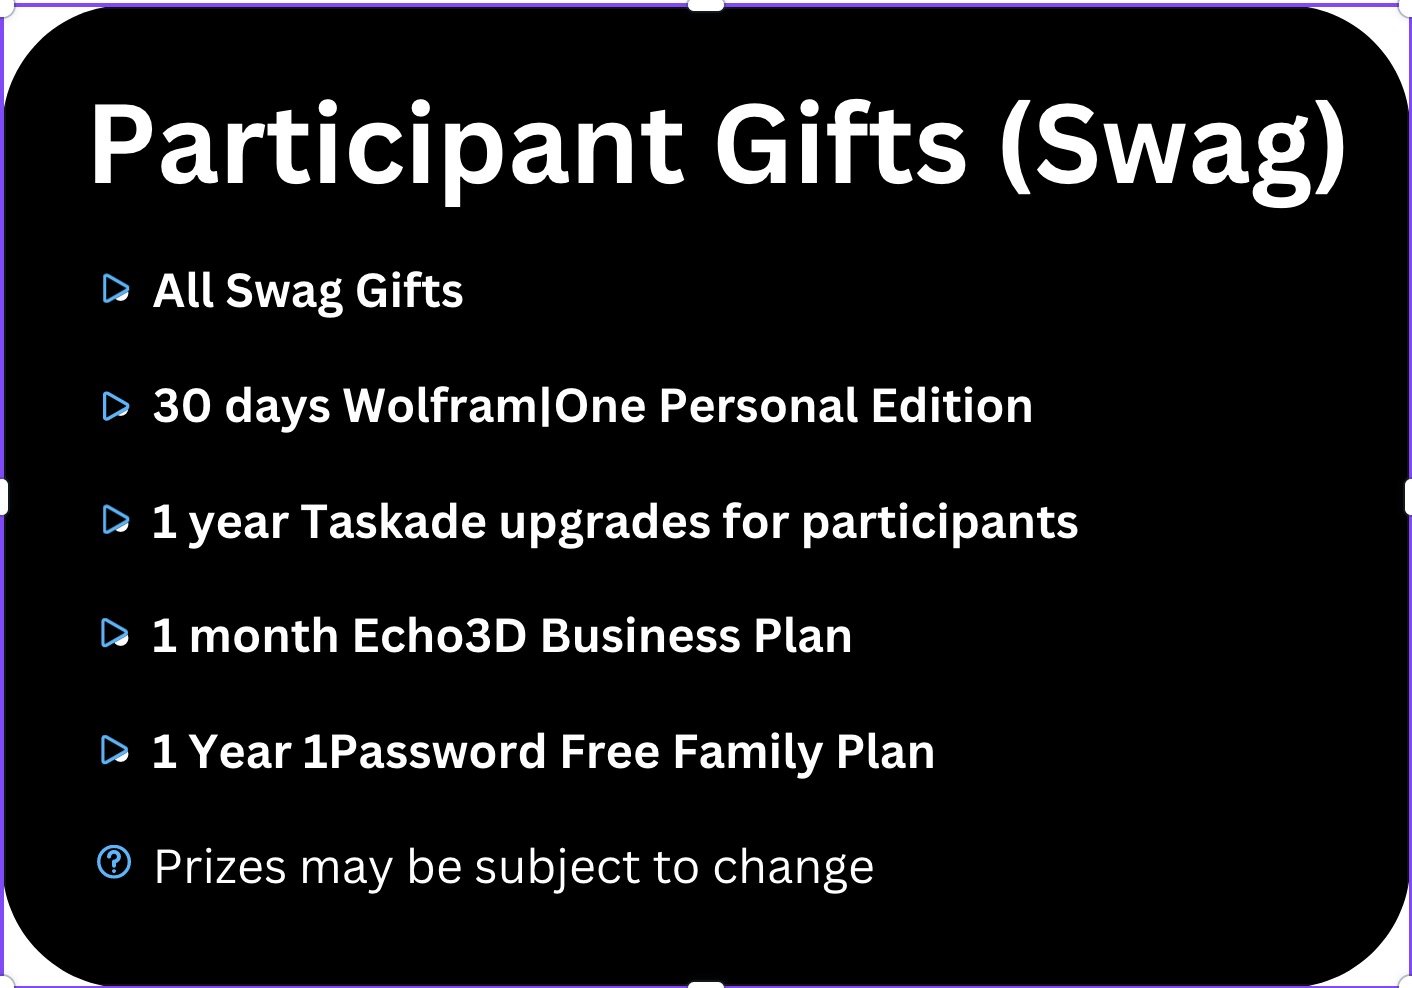 Participant Gifts (Swag)
All Swag Gifts
30 days Wolfram|One Personal Edition
1 year Taskade upgrades for participants
1 month Echo3D Business Plan
1 Year 1Password Free Family Plan
Prizes may be subject to change